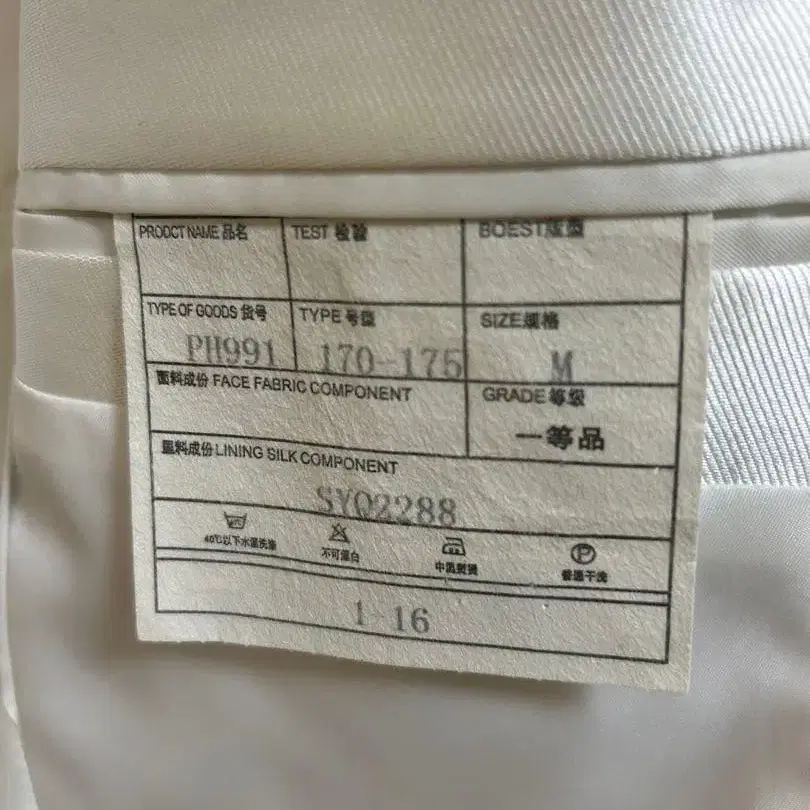 PRODCT NAME 品名 TEST 检验 BOEST版型
TYPE OF GOODS 货号 TYPE 号型 SIZE规格
PH991 170-175 M
面料成份 FACE FABRIC COMPONENT GRADE 等级
一等品
里料成份 LINING SILK COMPONENT
SYQ2288
40℃以下水温洗涤 不可漂白 中温熨烫 普通干洗
P
1-16